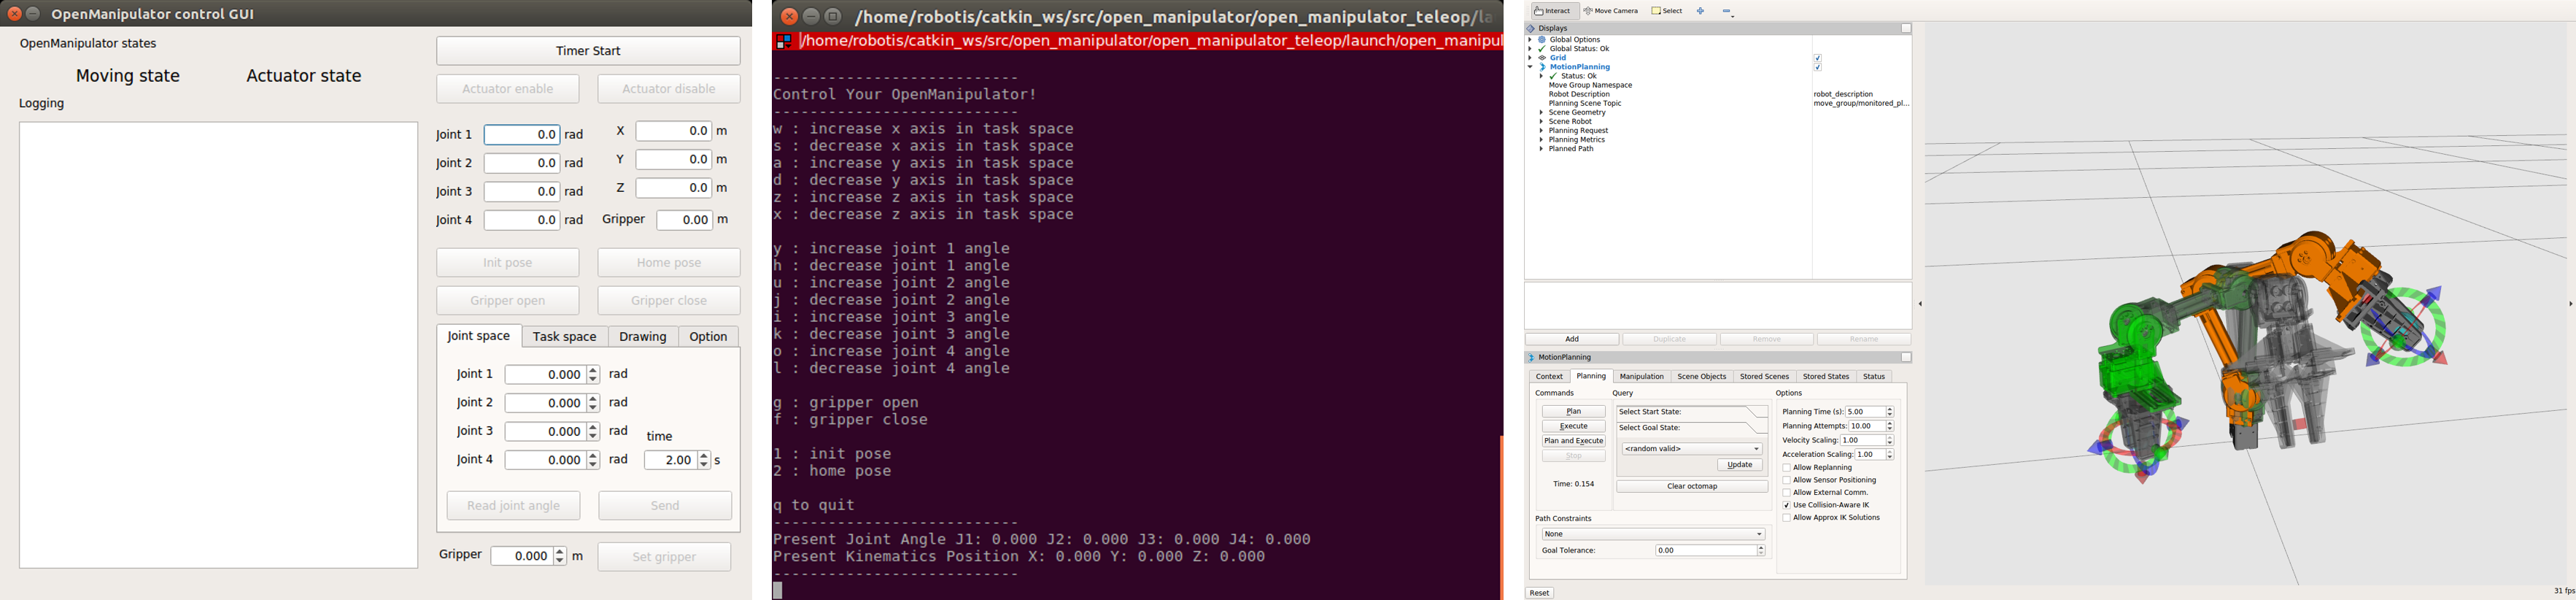 OpenManipulator control GUI
OpenManipulator states
Moving state Actuator state
Logging
Timer Start
Actuator enable Actuator disable
Joint 1 0.0 rad X 0.0 m
Joint 2 0.0 rad Y 0.0 m
Joint 3 0.0 rad Z 0.0 m
Joint 4 0.0 rad Gripper 0.00 m
Init pose Home pose
Gripper open Gripper close
Joint space Task space Drawing Option
Joint 1 0.000 rad
Joint 2 0.000 rad
Joint 3 0.000 rad time
Joint 4 0.000 rad 2.00 s
Read joint angle Send
Gripper 0.000 m Set gripper
/home/robotis/catkin_ws/src/open_manipulator/open_manipulator_teleop/la
/home/robotis/catkin_ws/src/open_manipulator/open_manipulator_teleop/launch/open_manipul
---------------------------
Control Your OpenManipulator!
---------------------------
w : increase x axis in task space
s : decrease x axis in task space
a : increase y axis in task space
d : decrease y axis in task space
z : increase z axis in task space
x : decrease z axis in task space
y : increase joint 1 angle
h : decrease joint 1 angle
u : increase joint 2 angle
j : decrease joint 2 angle
i : increase joint 3 angle
k : decrease joint 3 angle
o : increase joint 4 angle
l : decrease joint 4 angle
g : gripper open
f : gripper close
1 : init pose
2 : home pose
q to quit
---------------------------
Present Joint Angle J1: 0.000 J2: 0.000 J3: 0.000 J4: 0.000
Present Kinematics Position X: 0.000 Y: 0.000 Z: 0.000
---------------------------
Interact Move Camera Select
Displays
Global Options
Global Status: Ok
Grid
MotionPlanning
Status: Ok
Move Group Namespace
Robot Description robot_description
Planning Scene Topic move_group/monitored_pl...
Scene Geometry
Scene Robot
Planning Request
Planning Metrics
Planned Path
Add Duplicate Remove Rename
MotionPlanning
Context Planning Manipulation Scene Objects Stored Scenes Stored States Status
Commands Query Options
Plan Select Start State: Planning Time (s): 5.00
Execute Select Goal State: Planning Attempts: 10.00
Plan and Execute Velocity Scaling: 1.00
Stop <random valid> Acceleration Scaling: 1.00
Update Allow Replanning
Allow Sensor Positioning
Time: 0.154 Clear octomap Allow External Comm.
Use Collision-Aware IK
Path Constraints Allow Approx IK Solutions
None
Goal Tolerance: 0.00
Reset
31 fps